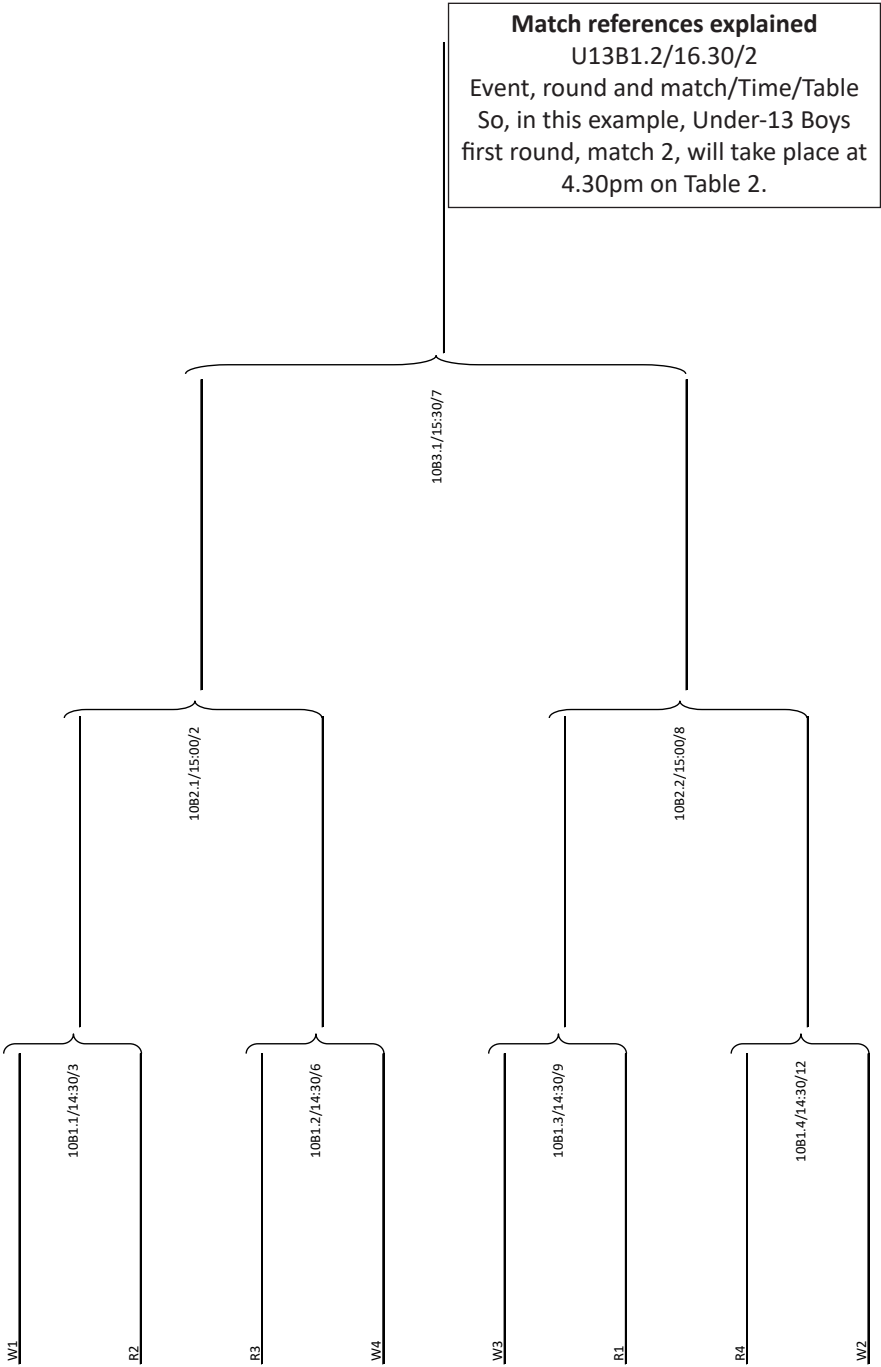 Match references explained
U13B1.2/16.30/2
Event, round and match/Time/Table
So, in this example, Under-13 Boys
first round, match 2, will take place at
4.30pm on Table 2.
W1
10B1.1/14:30/3
R2
10B2.1/15:00/2
R3
10B1.2/14:30/6
W4
10B3.1/15:30/7
W3
10B1.3/14:30/9
R1
10B2.2/15:00/8
R4
10B1.4/14:30/12
W2